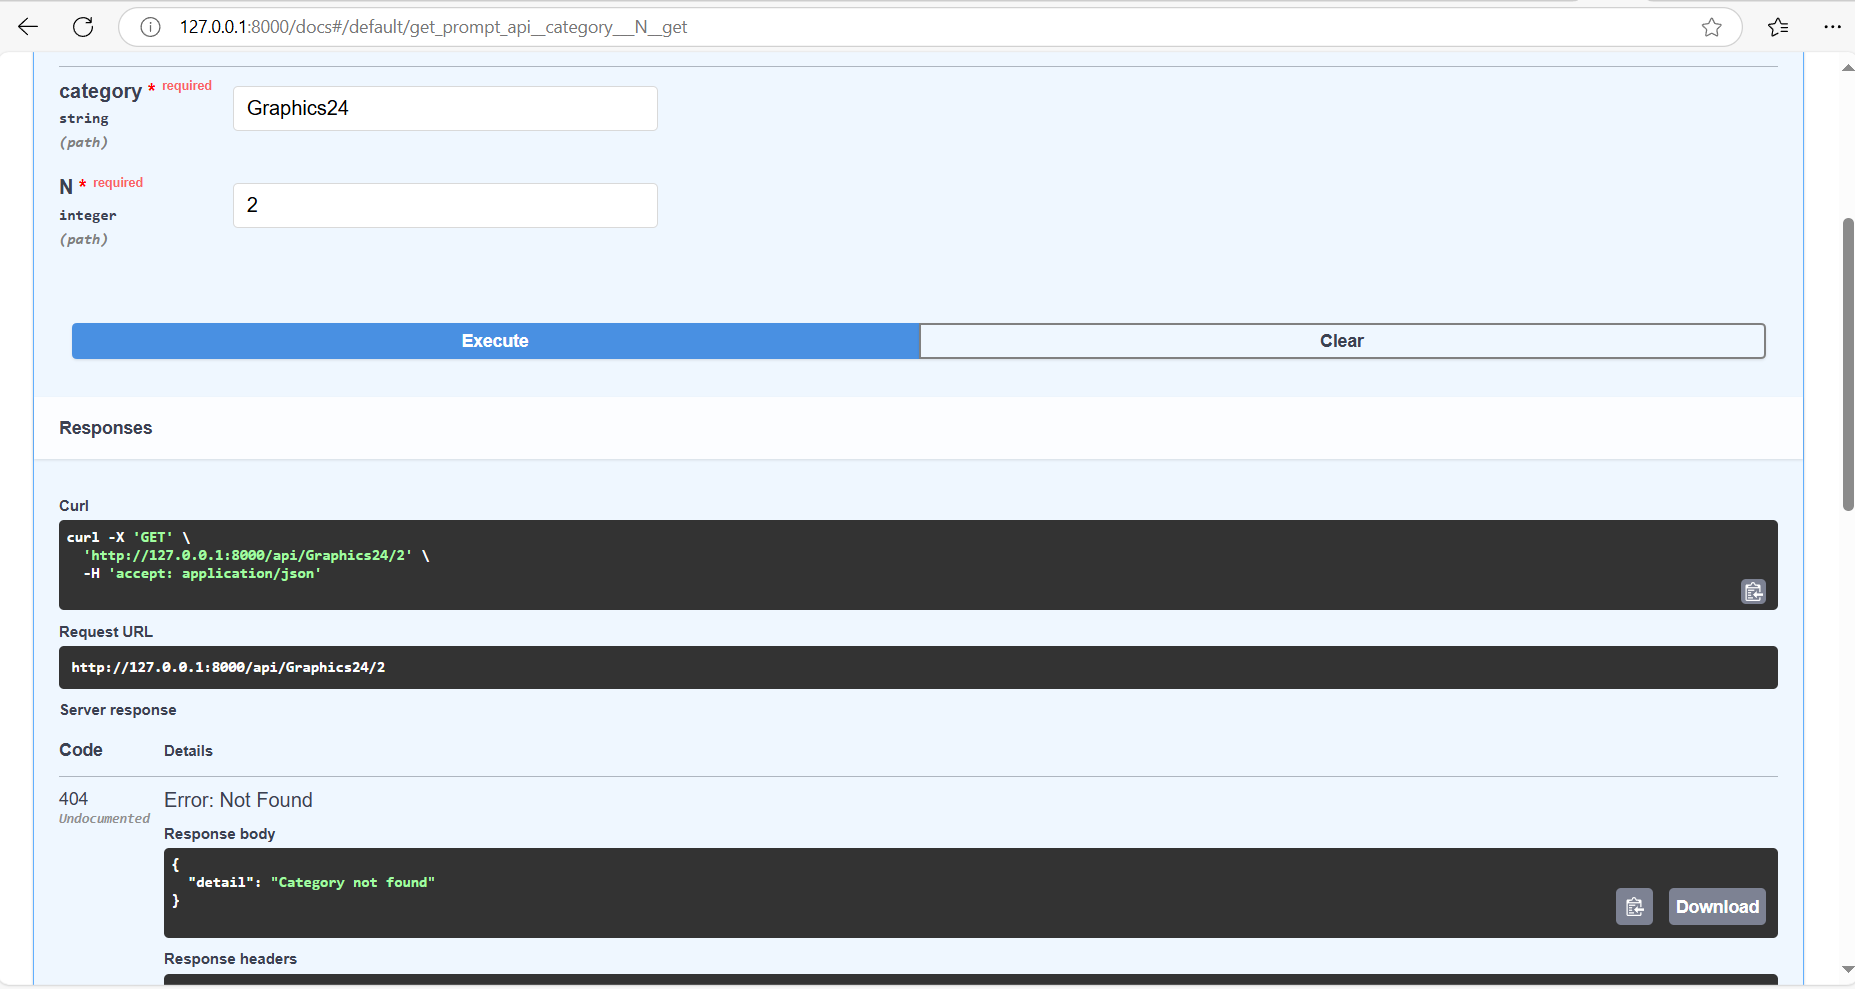 127.0.0.1:8000/docs#/default/get_prompt_api__category___N__get
category * required
string
(path)
Graphics24
N * required
integer
(path)
2
Execute
Clear
Responses
Curl
curl -X 'GET' \
'http://127.0.0.1:8000/api/Graphics24/2' \
-H 'accept: application/json'
Request URL
http://127.0.0.1:8000/api/Graphics24/2
Server response
Code Details
404
Undocumented
Error: Not Found
Response body
{
"detail": "Category not found"
}
Download
Response headers